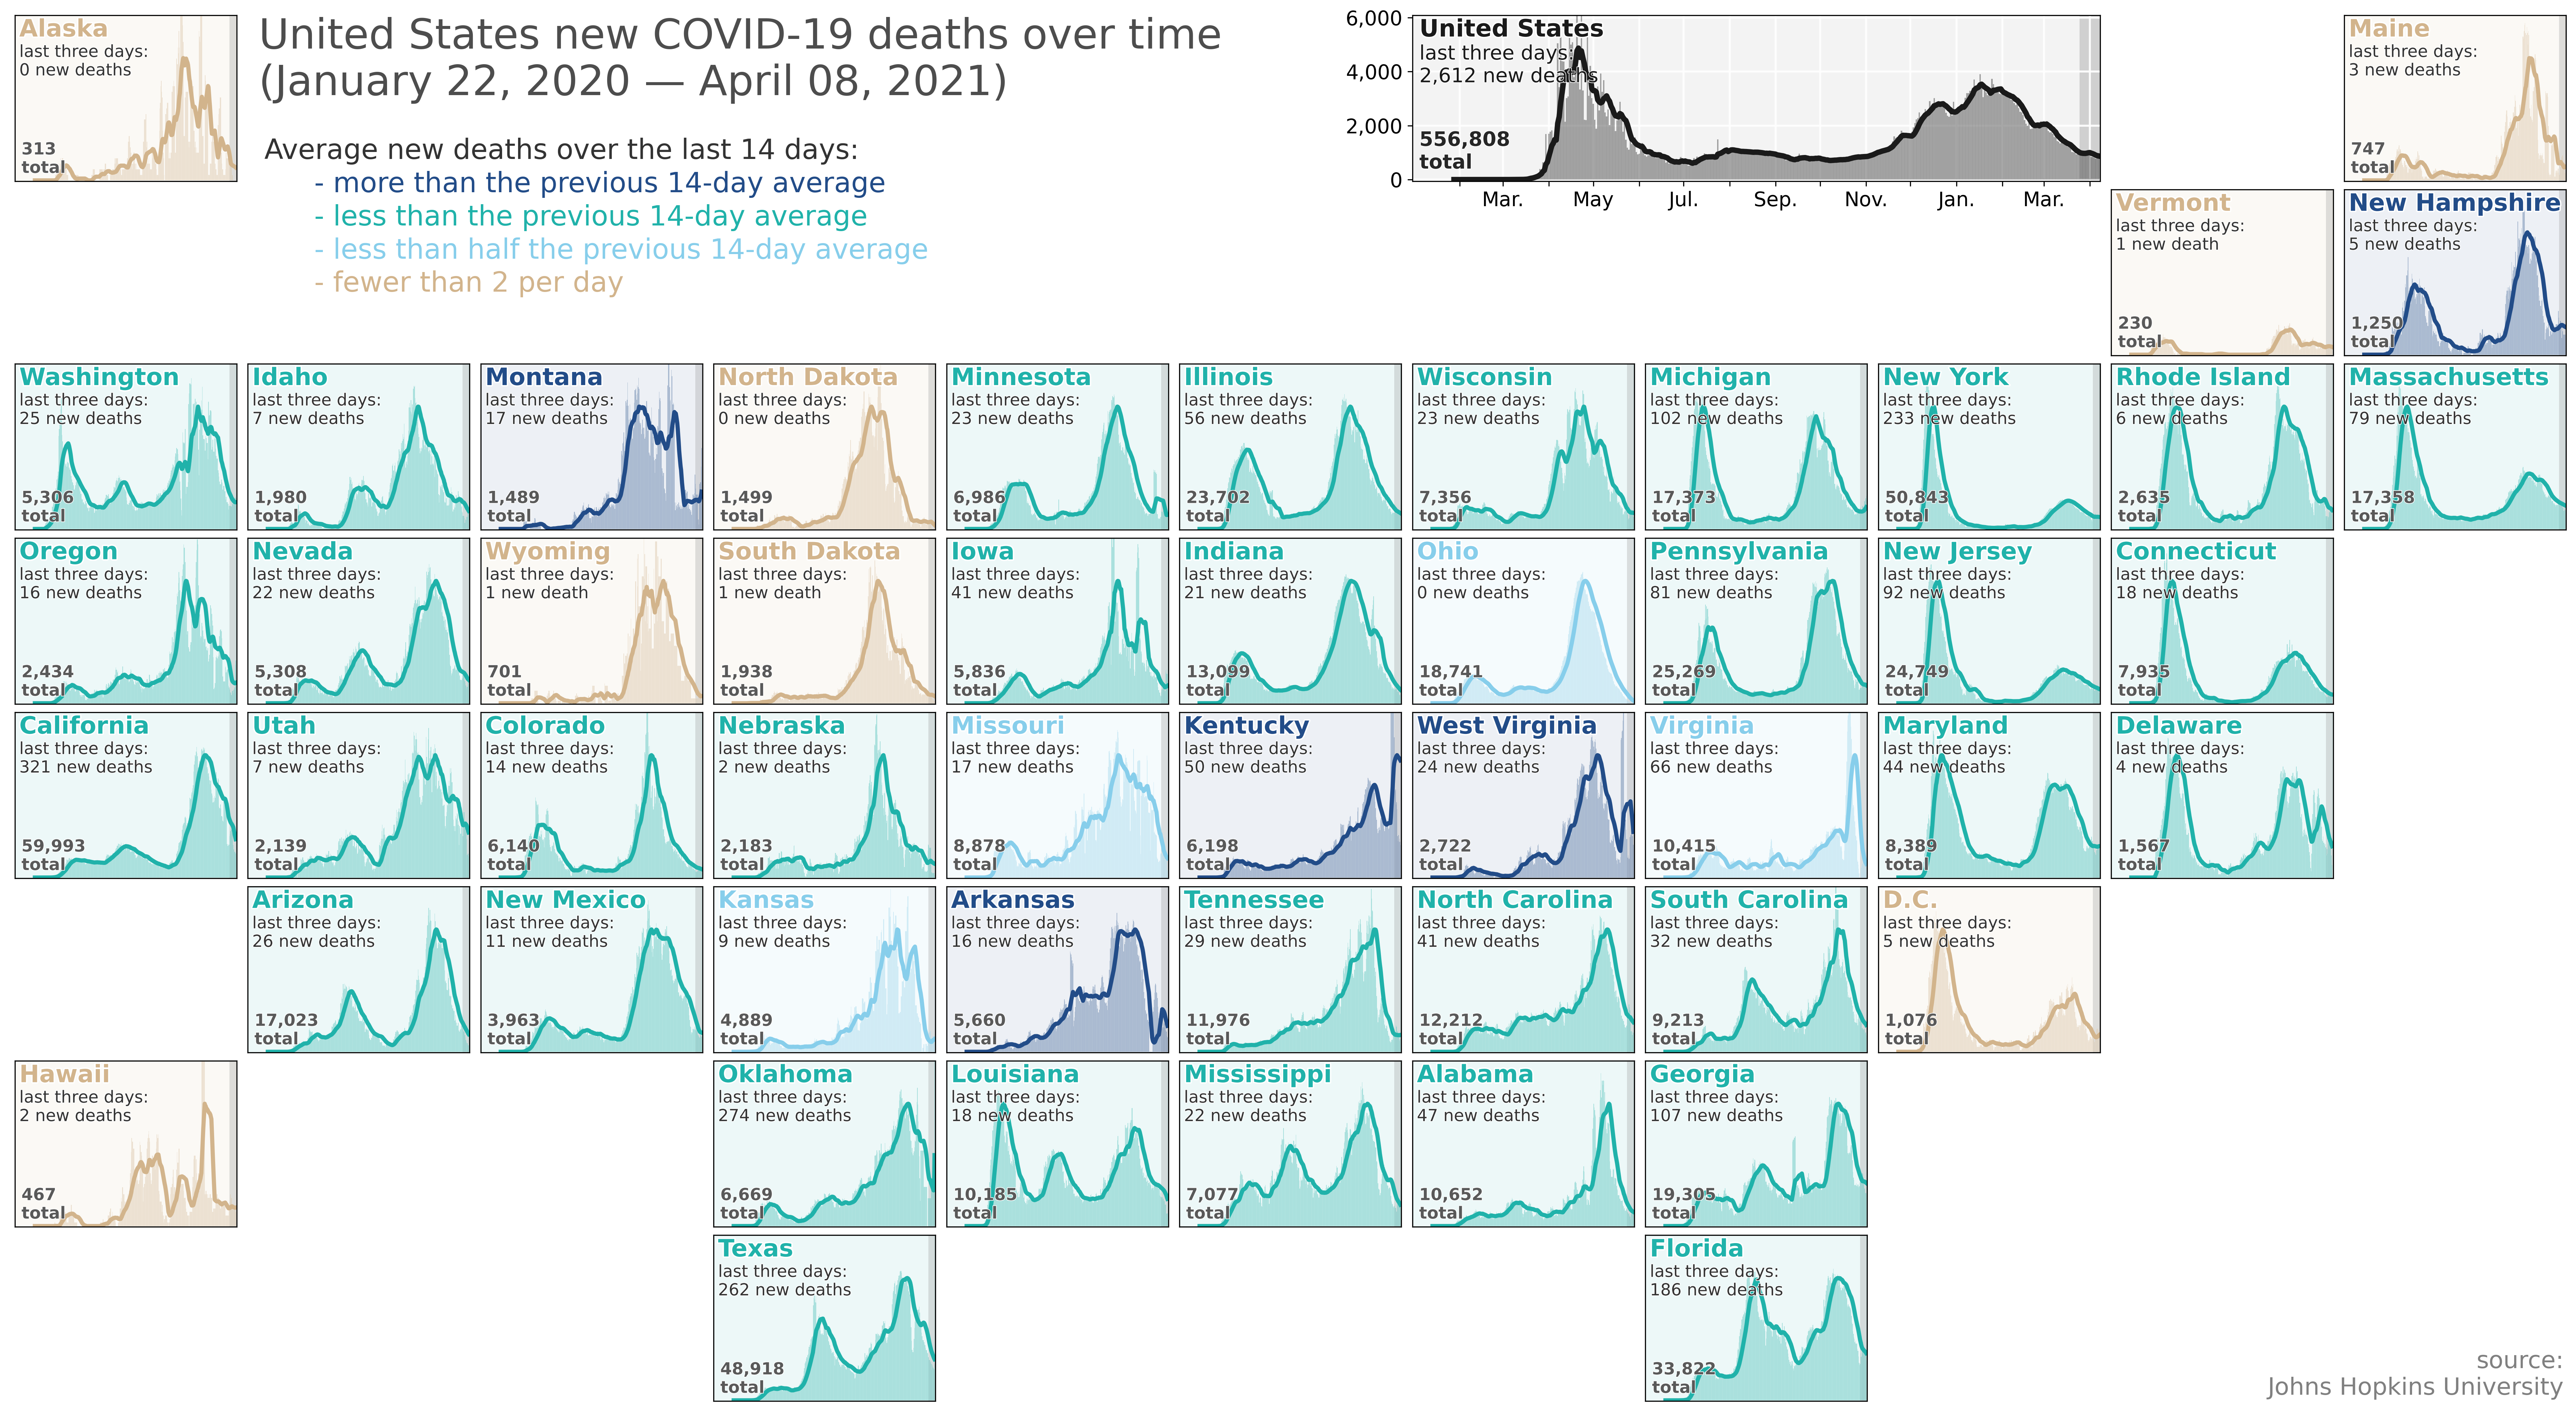 United States new COVID-19 deaths over time
(January 22, 2020 — April 08, 2021)
Average new deaths over the last 14 days:
- more than the previous 14-day average
- less than the previous 14-day average
- less than half the previous 14-day average
- fewer than 2 per day
Alaska
last three days:
0 new deaths
313
total
United States
last three days:
2,612 new deaths
556,808
total
6,000
4,000
2,000
0
Mar.
May
Jul.
Sep.
Nov.
Jan.
Mar.
Maine
last three days:
3 new deaths
747
total
Vermont
last three days:
1 new death
230
total
New Hampshire
last three days:
5 new deaths
1,250
total
Washington
last three days:
25 new deaths
5,306
total
Idaho
last three days:
7 new deaths
1,980
total
Montana
last three days:
17 new deaths
1,489
total
North Dakota
last three days:
0 new deaths
1,499
total
Minnesota
last three days:
23 new deaths
6,986
total
Illinois
last three days:
56 new deaths
23,702
total
Wisconsin
last three days:
23 new deaths
7,356
total
Michigan
last three days:
102 new deaths
17,373
total
New York
last three days:
233 new deaths
50,843
total
Rhode Island
last three days:
6 new deaths
2,635
total
Massachusetts
last three days:
79 new deaths
17,358
total
Oregon
last three days:
16 new deaths
2,434
total
Nevada
last three days:
22 new deaths
5,308
total
Wyoming
last three days:
1 new death
701
total
South Dakota
last three days:
1 new death
1,938
total
Iowa
last three days:
41 new deaths
5,836
total
Indiana
last three days:
21 new deaths
13,099
total
Ohio
last three days:
0 new deaths
18,741
total
Pennsylvania
last three days:
81 new deaths
25,269
total
New Jersey
last three days:
92 new deaths
24,749
total
Connecticut
last three days:
18 new deaths
7,935
total
California
last three days:
321 new deaths
59,993
total
Utah
last three days:
7 new deaths
2,139
total
Colorado
last three days:
14 new deaths
6,140
total
Nebraska
last three days:
2 new deaths
2,183
total
Missouri
last three days:
17 new deaths
8,878
total
Kentucky
last three days:
50 new deaths
6,198
total
West Virginia
last three days:
24 new deaths
2,722
total
Virginia
last three days:
66 new deaths
10,415
total
Maryland
last three days:
44 new deaths
8,389
total
Delaware
last three days:
4 new deaths
1,567
total
Arizona
last three days:
26 new deaths
17,023
total
New Mexico
last three days:
11 new deaths
3,963
total
Kansas
last three days:
9 new deaths
4,889
total
Arkansas
last three days:
16 new deaths
5,660
total
Tennessee
last three days:
29 new deaths
11,976
total
North Carolina
last three days:
41 new deaths
12,212
total
South Carolina
last three days:
32 new deaths
9,213
total
D.C.
last three days:
5 new deaths
1,076
total
Hawaii
last three days:
2 new deaths
467
total
Oklahoma
last three days:
274 new deaths
6,669
total
Louisiana
last three days:
18 new deaths
10,185
total
Mississippi
last three days:
22 new deaths
7,077
total
Alabama
last three days:
47 new deaths
10,652
total
Georgia
last three days:
107 new deaths
19,305
total
Texas
last three days:
262 new deaths
48,918
total
Florida
last three days:
186 new deaths
33,822
total
source:
Johns Hopkins University